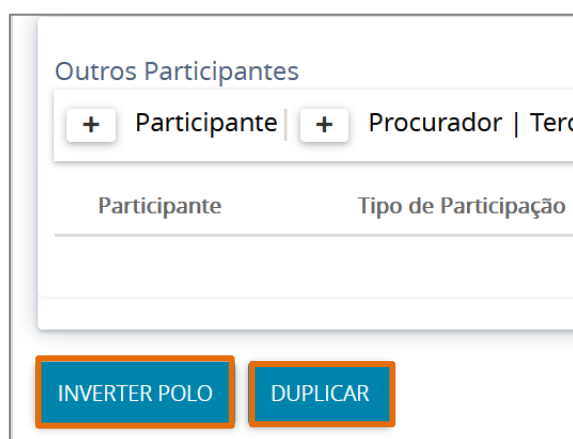 Outros Participantes
+ Participante | + Procurador |
Participante Tipo de Participação
INVERTER POLO DUPLICAR